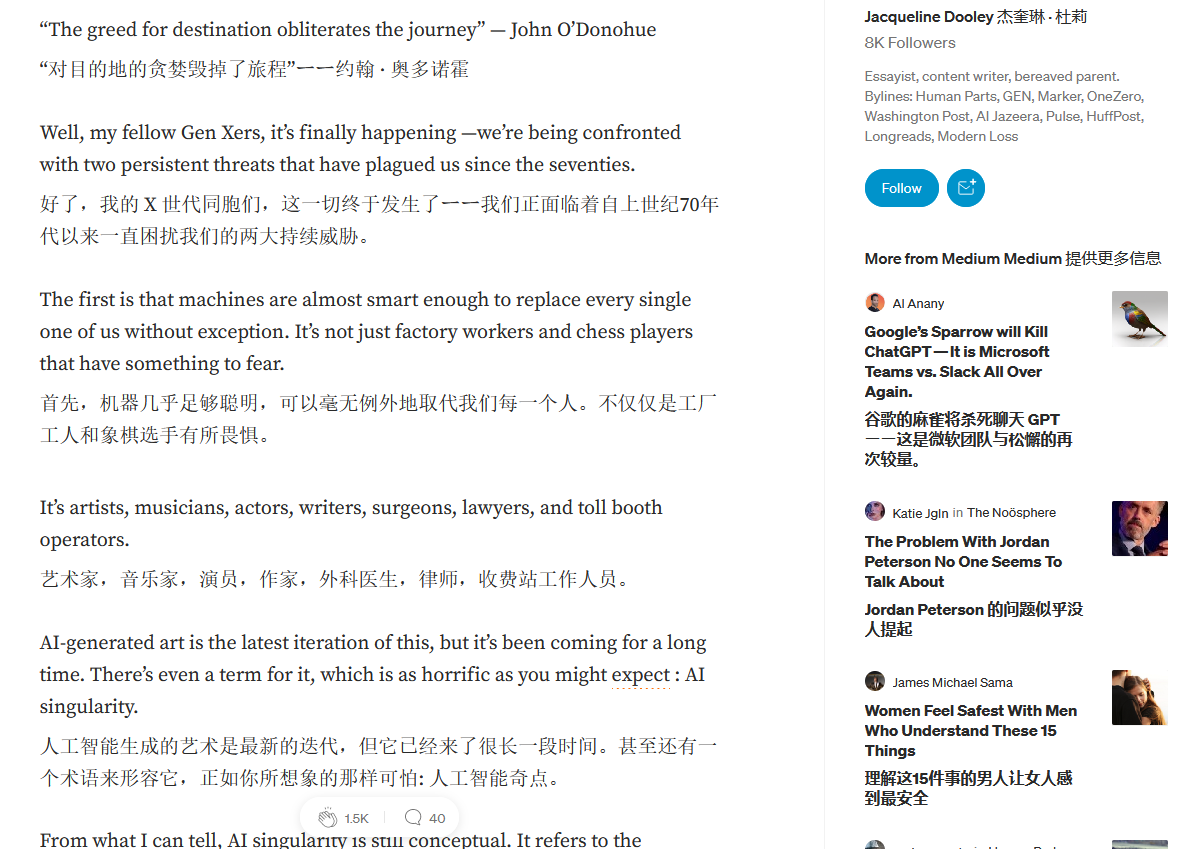 “The greed for destination obliterates the journey” — John O’Donohue
“对目的地的贪婪毁掉了旅程”一一约翰 · 奥多诺霍
Well, my fellow Gen Xers, it’s finally happening —we’re being confronted
with two persistent threats that have plagued us since the seventies.
好了，我的 X 世代同胞们，这一切终于发生了一一我们正面临着自上世纪70年
代以来一直困扰我们的两大持续威胁。
The first is that machines are almost smart enough to replace every single
one of us without exception. It’s not just factory workers and chess players
that have something to fear.
首先，机器几乎足够聪明，可以毫无例外地取代我们每一个人。不仅仅是工厂
工人和象棋选手有所畏惧。
It’s artists, musicians, actors, writers, surgeons, lawyers, and toll booth
operators.
艺术家，音乐家，演员，作家，外科医生，律师，收费站工作人员。
AI-generated art is the latest iteration of this, but it’s been coming for a long
time. There’s even a term for it, which is as horrific as you might expect : AI
singularity.
人工智能生成的艺术是最新的迭代，但它已经来了很长一段时间。甚至还有一
个术语来形容它，正如你所想象的那样可怕: 人工智能奇点。
1.5K
40
From what I can tell, AI singularity is still conceptual. It refers to the
Jacqueline Dooley 杰奎琳 · 杜莉
8K Followers
Essayist, content writer, bereaved parent.
Bylines: Human Parts, GEN, Marker, OneZero,
Washington Post, Al Jazeera, Pulse, HuffPost,
Longreads, Modern Loss
Follow
More from Medium Medium 提供更多信息
Al Anany
Google’s Sparrow will Kill
ChatGPT — It is Microsoft
Teams vs. Slack All Over
Again.
谷歌的麻雀将杀死聊天 GPT
一一这是微软团队与松懈的再
次较量。
Katie Jgln in The Noösphere
The Problem With Jordan
Peterson No One Seems To
Talk About
Jordan Peterson 的问题似乎没
人提起
James Michael Sama
Women Feel Safest With Men
Who Understand These 15
Things
理解这15件事的男人让女人感
到最安全